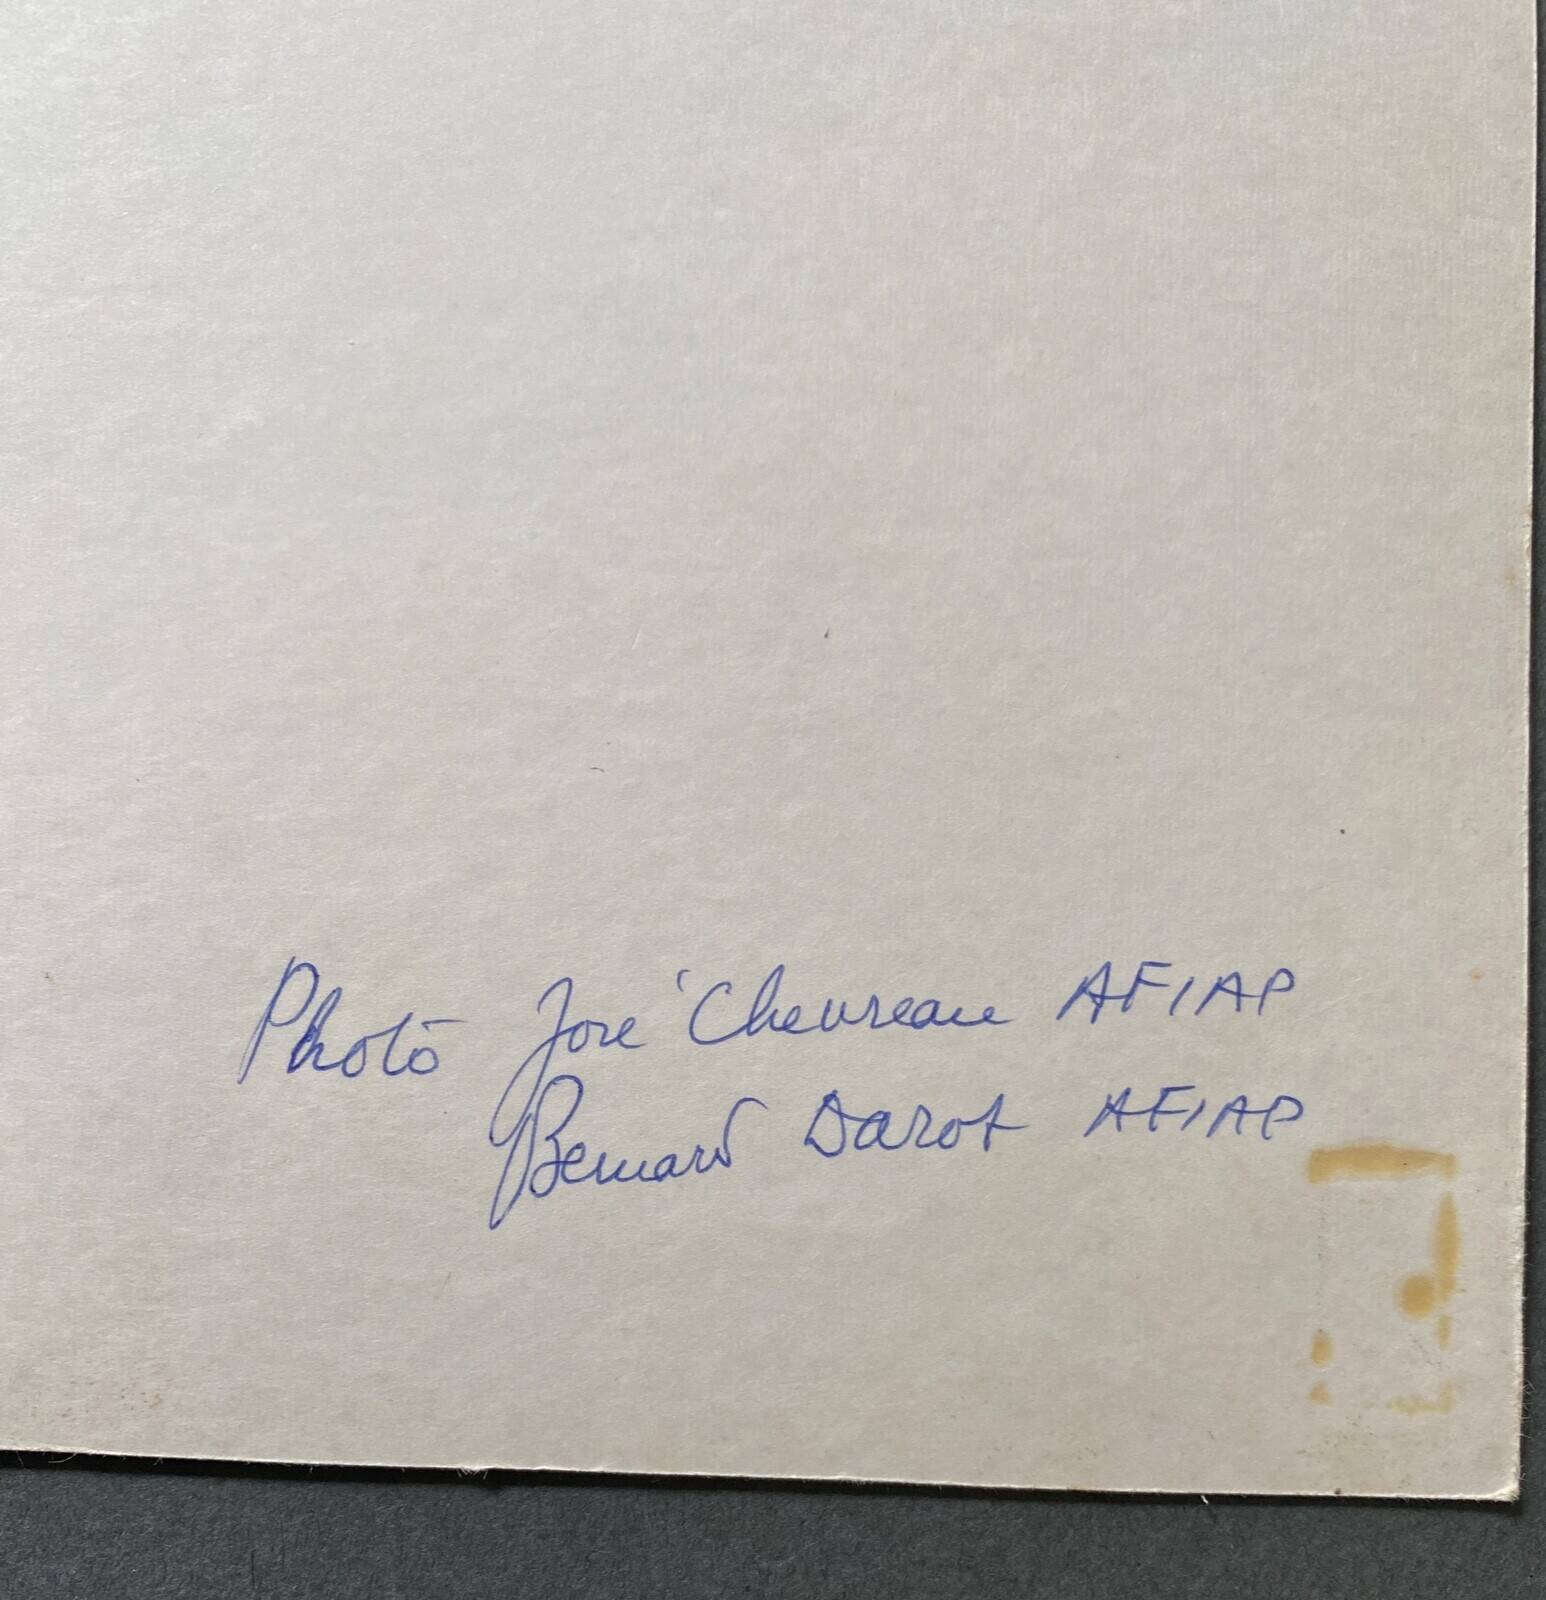 Photo José Chevreau AFIAP
Bernard Darot AFIAP